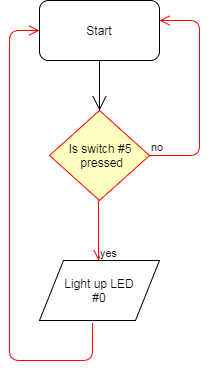 Start
Is switch #5
pressed
no
yes
Light up LED
#0